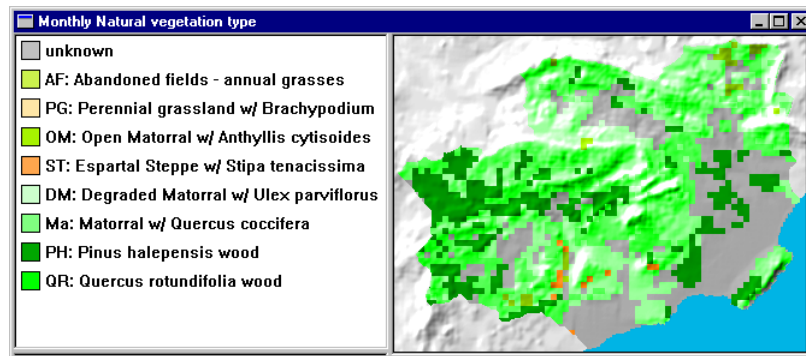 Monthly Natural vegetation type
unknown
AF: Abandoned fields - annual grasses
PG: Perennial grassland w/ Brachypodium
OM: Open Matorral w/ Anthyllis cytisoides
ST: Espartal Steppe w/ Stipa tenacissima
DM: Degraded Matorral w/ Ulex parviflorus
Ma: Matorral w/ Quercus coccifera
PH: Pinus halepensis wood
QR: Quercus rotundifolia wood